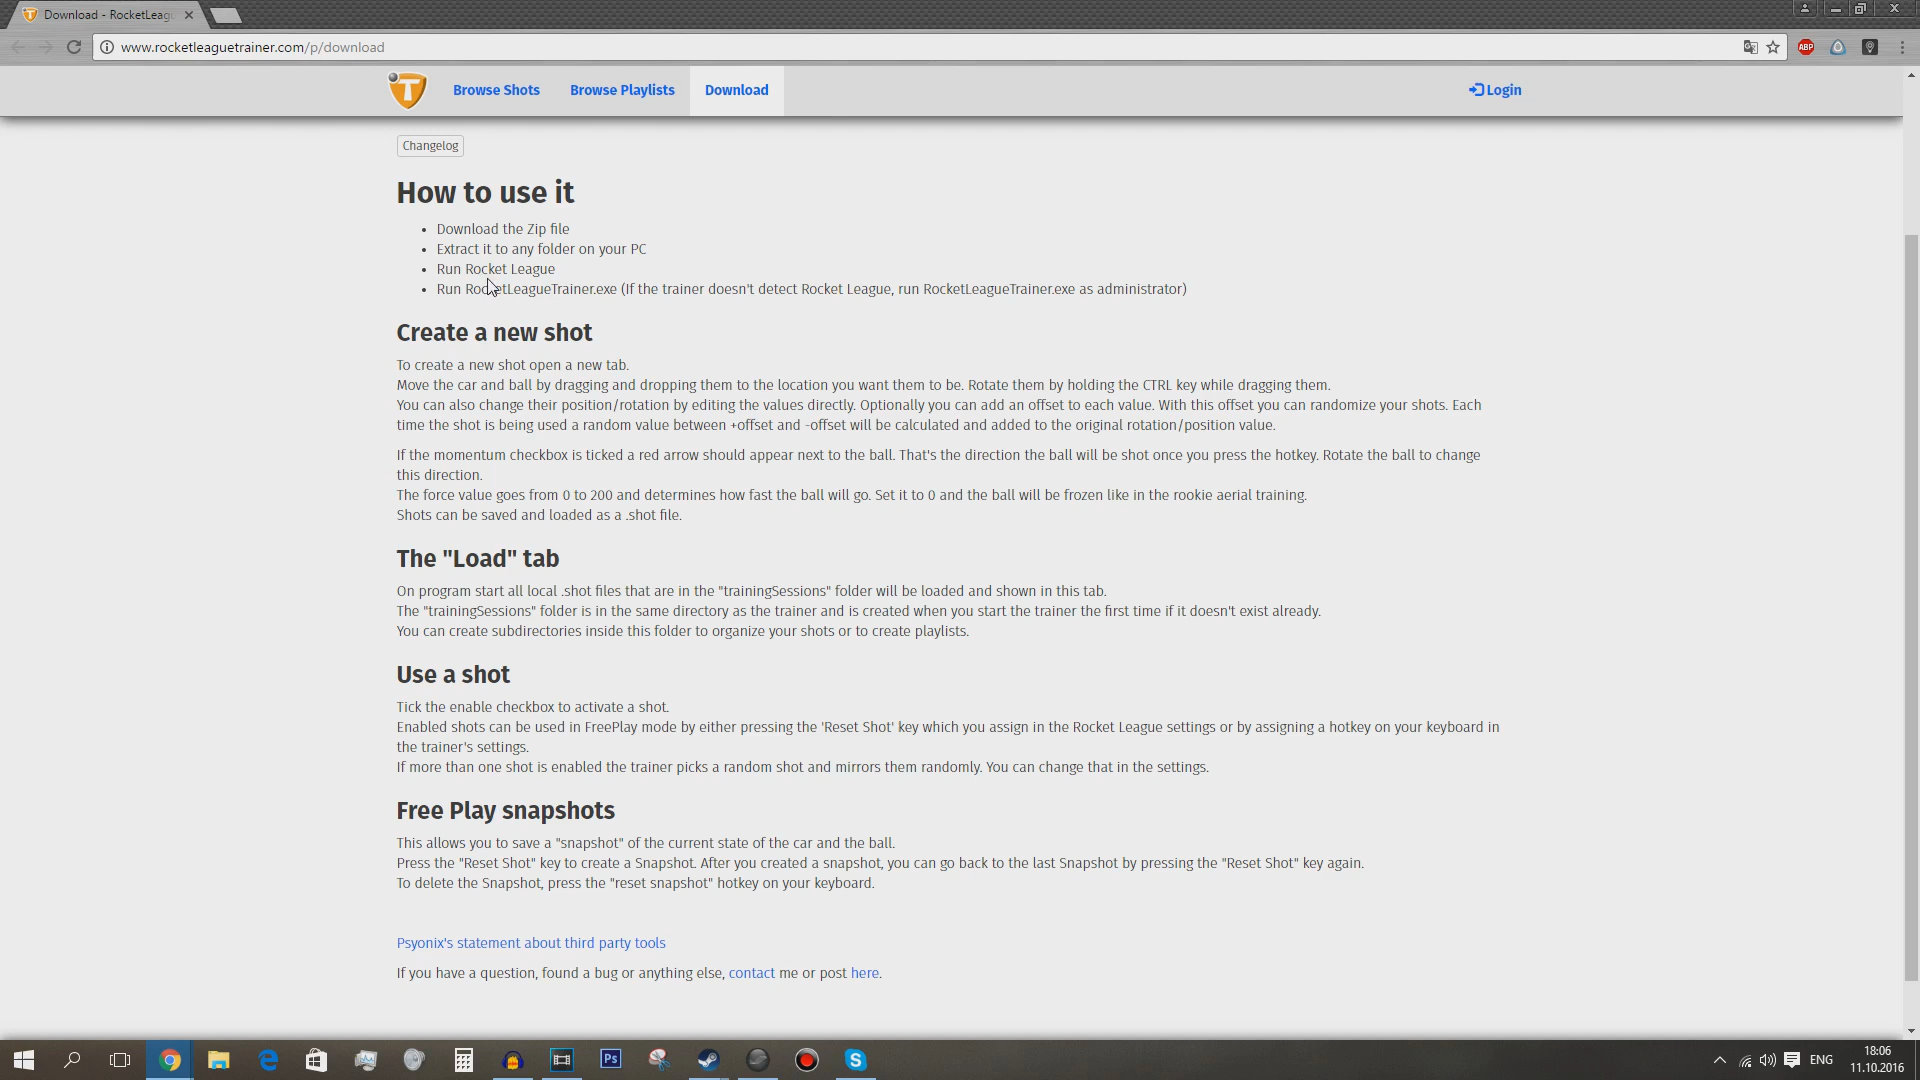 Download - RocketLeag
www.rocketleaguetrainer.com/p/download
ABP
T
Browse Shots
Browse Playlists
Download
Login
Changelog
How to use it
• Download the Zip file
• Extract it to any folder on your PC
• Run Rocket League
• Run RocketLeagueTrainer.exe (If the trainer doesn't detect Rocket League, run RocketLeagueTrainer.exe as administrator)
Create a new shot
To create a new shot open a new tab.
Move the car and ball by dragging and dropping them to the location you want them to be. Rotate them by holding the CTRL key while dragging them.
You can also change their position/rotation by editing the values directly. Optionally you can add an offset to each value. With this offset you can randomize your shots. Each
time the shot is being used a random value between +offset and -offset will be calculated and added to the original rotation/position value.
If the momentum checkbox is ticked a red arrow should appear next to the ball. That's the direction the ball will be shot once you press the hotkey. Rotate the ball to change
this direction.
The force value goes from 0 to 200 and determines how fast the ball will go. Set it to 0 and the ball will be frozen like in the rookie aerial training.
Shots can be saved and loaded as a .shot file.
The "Load" tab
On program start all local .shot files that are in the "trainingSessions" folder will be loaded and shown in this tab.
The "trainingSessions" folder is in the same directory as the trainer and is created when you start the trainer the first time if it doesn't exist already.
You can create subdirectories inside this folder to organize your shots or to create playlists.
Use a shot
Tick the enable checkbox to activate a shot.
Enabled shots can be used in FreePlay mode by either pressing the 'Reset Shot' key which you assign in the Rocket League settings or by assigning a hotkey on your keyboard in
the trainer's settings.
If more than one shot is enabled the trainer picks a random shot and mirrors them randomly. You can change that in the settings.
Free Play snapshots
This allows you to save a "snapshot" of the current state of the car and the ball.
Press the "Reset Shot" key to create a Snapshot. After you created a snapshot, you can go back to the last Snapshot by pressing the "Reset Shot" key again.
To delete the Snapshot, press the "reset snapshot" hotkey on your keyboard.
Psyonix's statement about third party tools
If you have a question, found a bug or anything else, contact me or post here.
Ps
S
ENG
18:06
11.10.2016